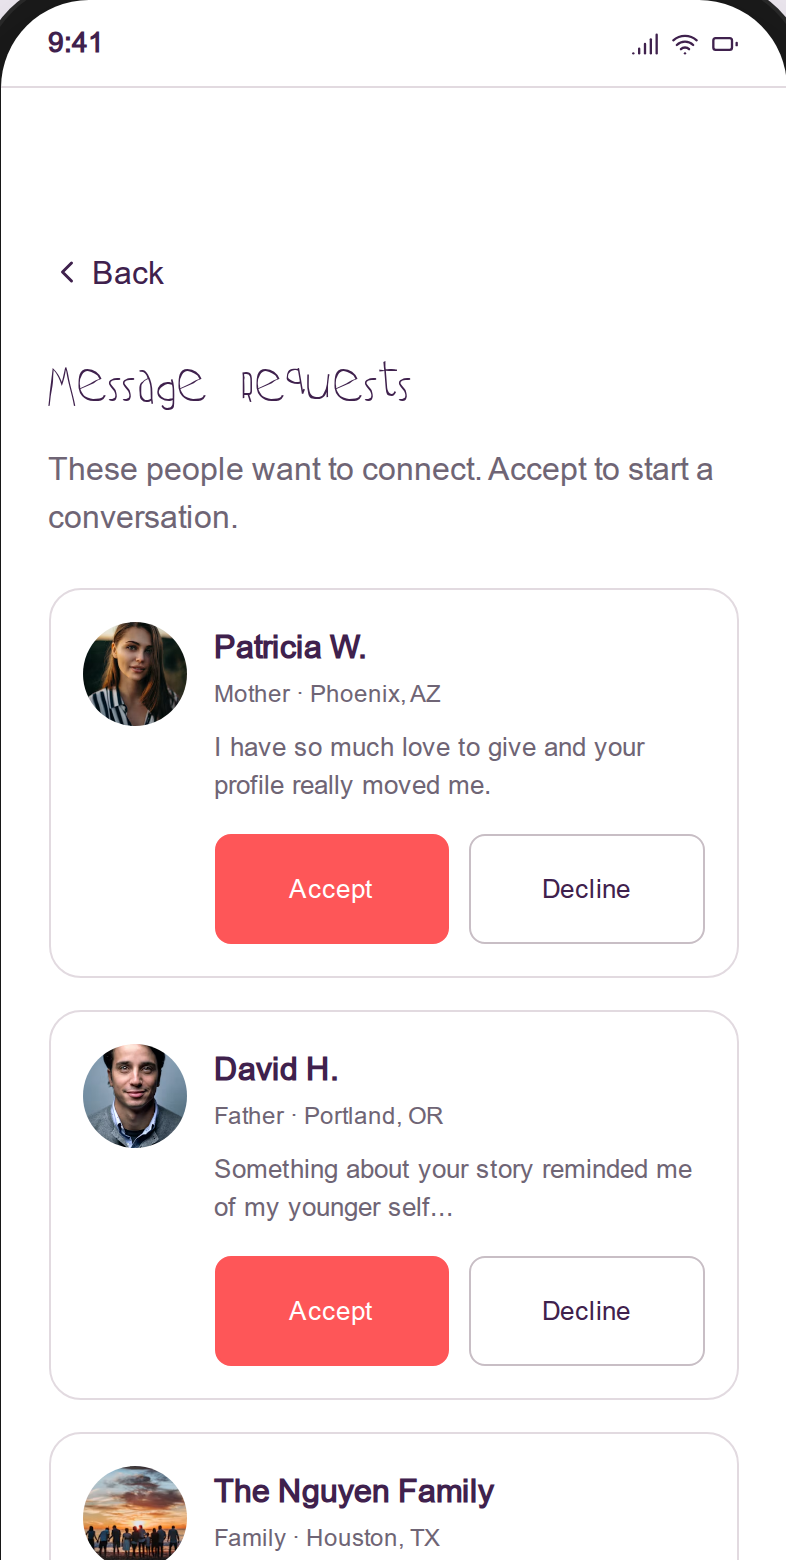 9:41
Back
Message requests
These people want to connect. Accept to start a
conversation.
Patricia W.
Mother · Phoenix, AZ
I have so much love to give and your
profile really moved me.
Accept
Decline
David H.
Father · Portland, OR
Something about your story reminded me
of my younger self...
Accept
Decline
The Nguyen Family
Family · Houston, TX